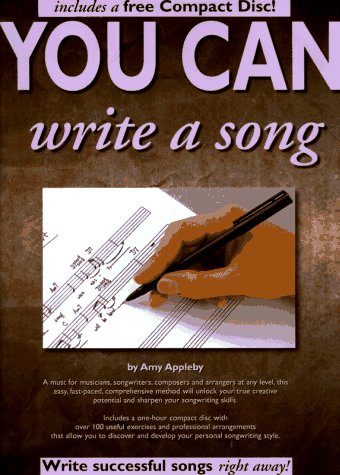 includes a free Compact Disc!
YOU CAN
write a song
by Amy Appleby
A must for musicians, songwriters, composers and arrangers at any level, this
easy, fast-paced, comprehensive method will unlock your true creative
potential and sharpen your songwriting skills.
Includes a one-hour compact disc with
over 100 useful exercises and professional arrangements
that allow you to discover and develop your personal songwriting style.
Write successful songs right away!